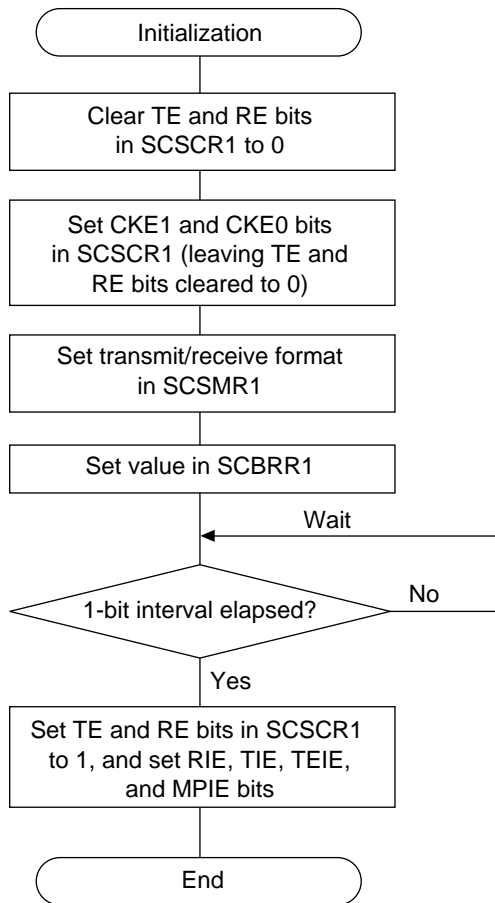 Initialization
Clear TE and RE bits
in SCSCR1 to 0
Set CKE1 and CKE0 bits
in SCSCR1 (leaving TE and
RE bits cleared to 0)
Set transmit/receive format
in SCSMR1
Set value in SCBRR1
Wait
1-bit interval elapsed?
No
Yes
Set TE and RE bits in SCSCR1
to 1, and set RIE, TIE, TEIE,
and MPIE bits
End